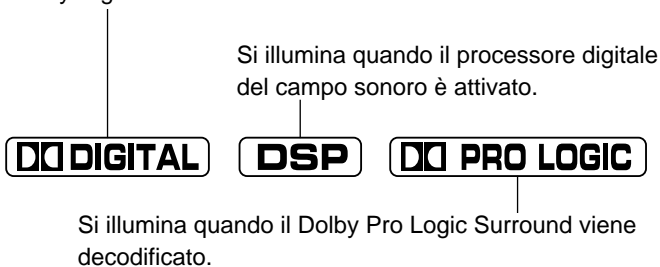 Si illumina quando il processore digitale
del campo sonoro è attivato.
DIGITAL DSP PRO LOGIC
Si illumina quando il Dolby Pro Logic Surround viene
decodificato.